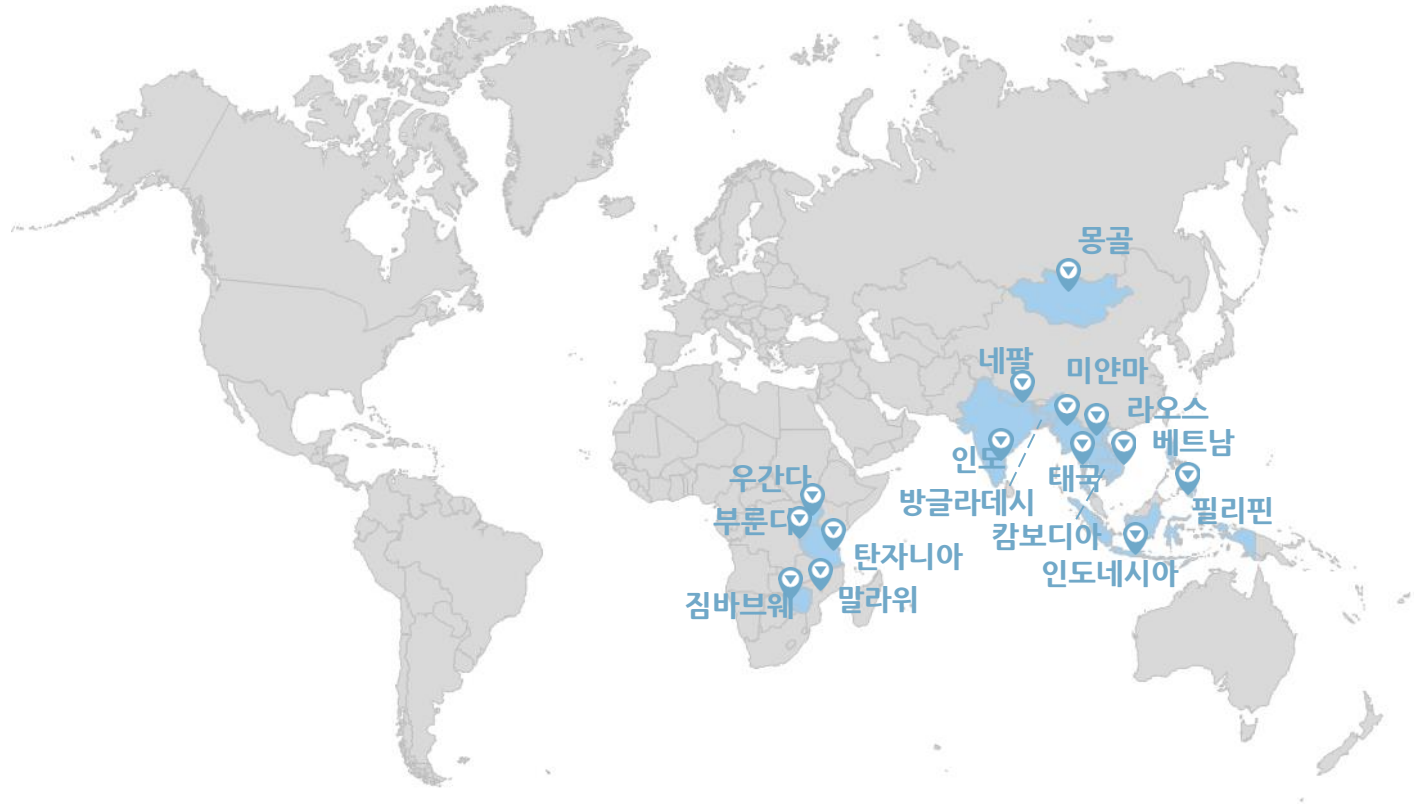 몽골
네팔
미얀마
라오스
베트남
인도
태국
우간다
방글라데시
필리핀
부룬디
캄보디아
탄자니아
인도네시아
짐바브웨
말라위